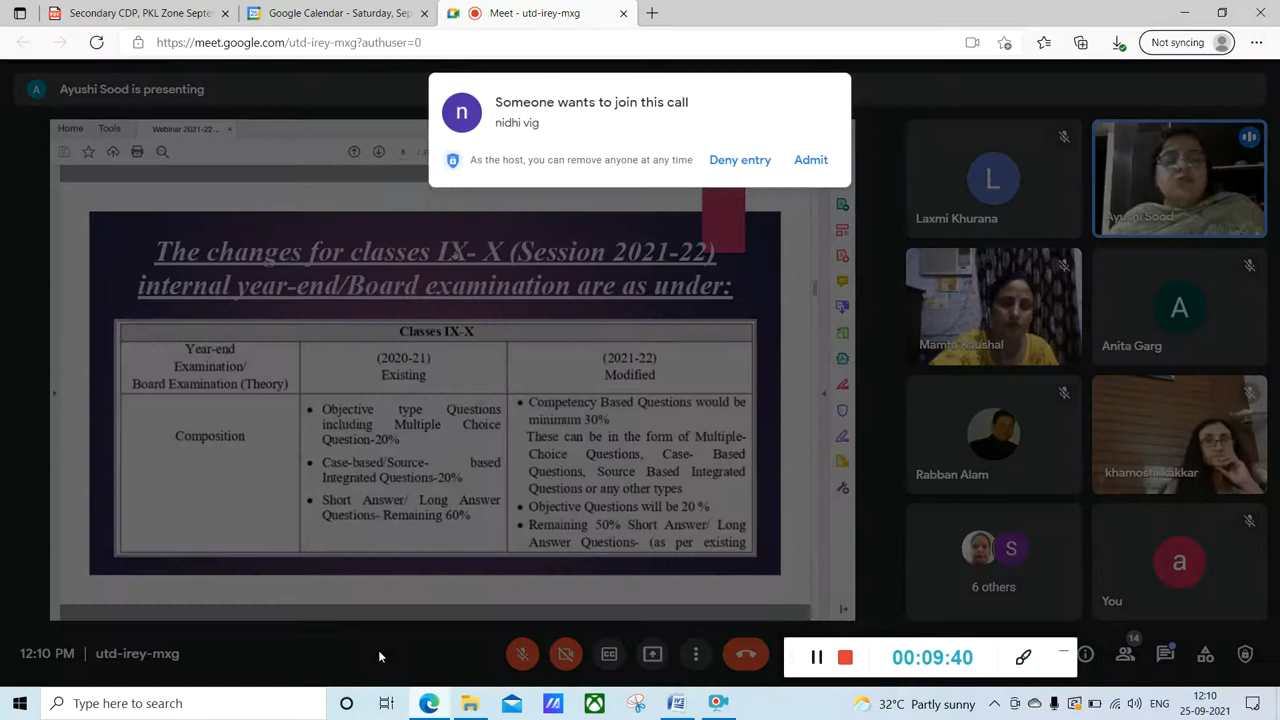 Secondary CDP, PKL Zone Septe
Google Calendar - Saturday, Sep
Meet - utd-irey-mxg
https://meet.google.com/utd-irey-mxg?authuser=0
Not syncing
Ayushi Sood is presenting
Someone wants to join this call
nidhi vig
As the host, you can remove anyone at any time
Deny entry
Admit
Home Tools Webinar 2021-22...
The changes for classes IX- X (Session 2021-22)
internal year-end/Board examination are as under:
Classes IX-X
Year-end
Examination/
Board Examination (Theory)
(2020-21)
Existing
(2021-22)
Modified
Composition
• Objective type Questions
including Multiple Choice
Question-20%
• Case-based/Source- based
Integrated Questions-20%
• Short Answer/ Long Answer
Questions- Remaining 60%
• Competency Based Questions would be
minimum 30%
These can be in the form of Multiple-
Choice Questions, Case- Based
Questions, Source Based Integrated
Questions or any other types
• Objective Questions will be 20 %
• Remaining 50% Short Answer/ Long
Answer Questions- (as per existing
L
Laxmi Khurana
Ayushi Sood
Mamta Kaushal
A
Anita Garg
Rabban Alam
khamoshi kakkar
S
6 others
a
You
12:10 PM | utd-irey-mxg
CC
00:09:40
14
Type here to search
32°C Partly sunny
ENG
12:10
25-09-2021